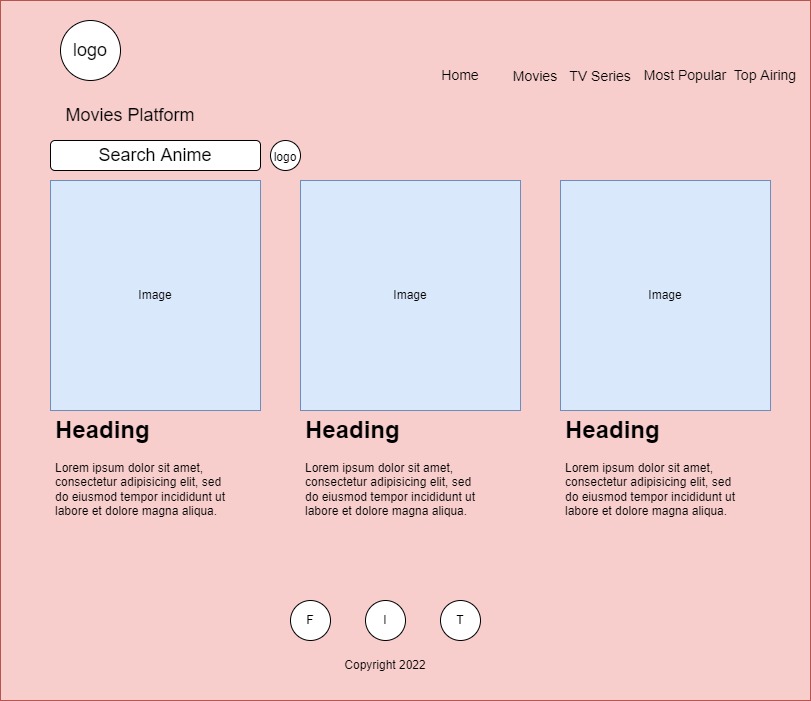 logo
Home Movies TV Series Most Popular Top Airing
Movies Platform
Search Anime
logo
Image
Image
Image
Heading
Lorem ipsum dolor sit amet,
consectetur adipisicing elit, sed
do eiusmod tempor incididunt ut
labore et dolore magna aliqua.
Heading
Lorem ipsum dolor sit amet,
consectetur adipisicing elit, sed
do eiusmod tempor incididunt ut
labore et dolore magna aliqua.
Heading
Lorem ipsum dolor sit amet,
consectetur adipisicing elit, sed
do eiusmod tempor incididunt ut
labore et dolore magna aliqua.
F
I
T
Copyright 2022